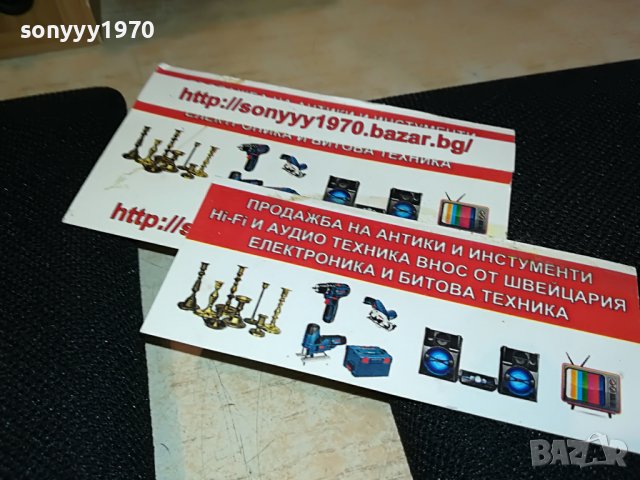 sonyyy1970
http://sonyyy1970.bazar.bg/
ЕЛЕКТРОНИКА И БИТОВА ТЕХНИКА
http://s
ПРОДАЖБА НА АНТИКИ И ИНСТУМЕНТИ
Hi-Fi И АУДИО ТЕХНИКА ВНОС ОТ ШВЕЙЦАРИЯ
ЕЛЕКТРОНИКА И БИТОВА ТЕХНИКА
BAZAR